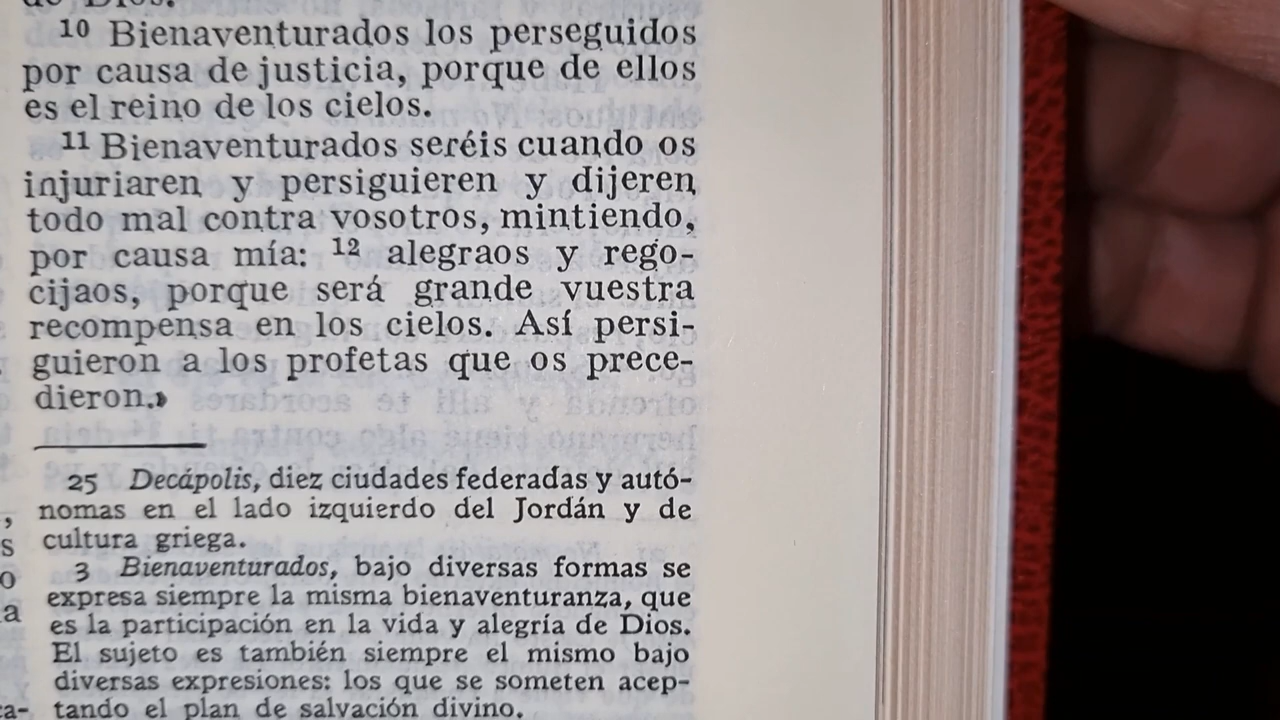 de Dios.
10 Bienaventurados los perseguidos
por causa de justicia, porque de ellos
es el reino de los cielos.
11 Bienaventurados seréis cuando os
injuriaren y persiguieren y dijeren
todo mal contra vosotros, mintiendo,
por causa mía: 12 alegraos y rego-
cijaos, porque será grande vuestra
recompensa en los cielos. Así persi-
guieron a los profetas que os prece-
dieron.»
25 Decápolis, diez ciudades federadas y autó-
nomas en el lado izquierdo del Jordán y de
cultura griega.
3 Bienaventurados, bajo diversas formas se
expresa siempre la misma bienaventuranza, que
es la participación en la vida y alegría de Dios.
El sujeto es también siempre el mismo bajo
diversas expresiones: los que se someten acep-
tando el plan de salvación divino.